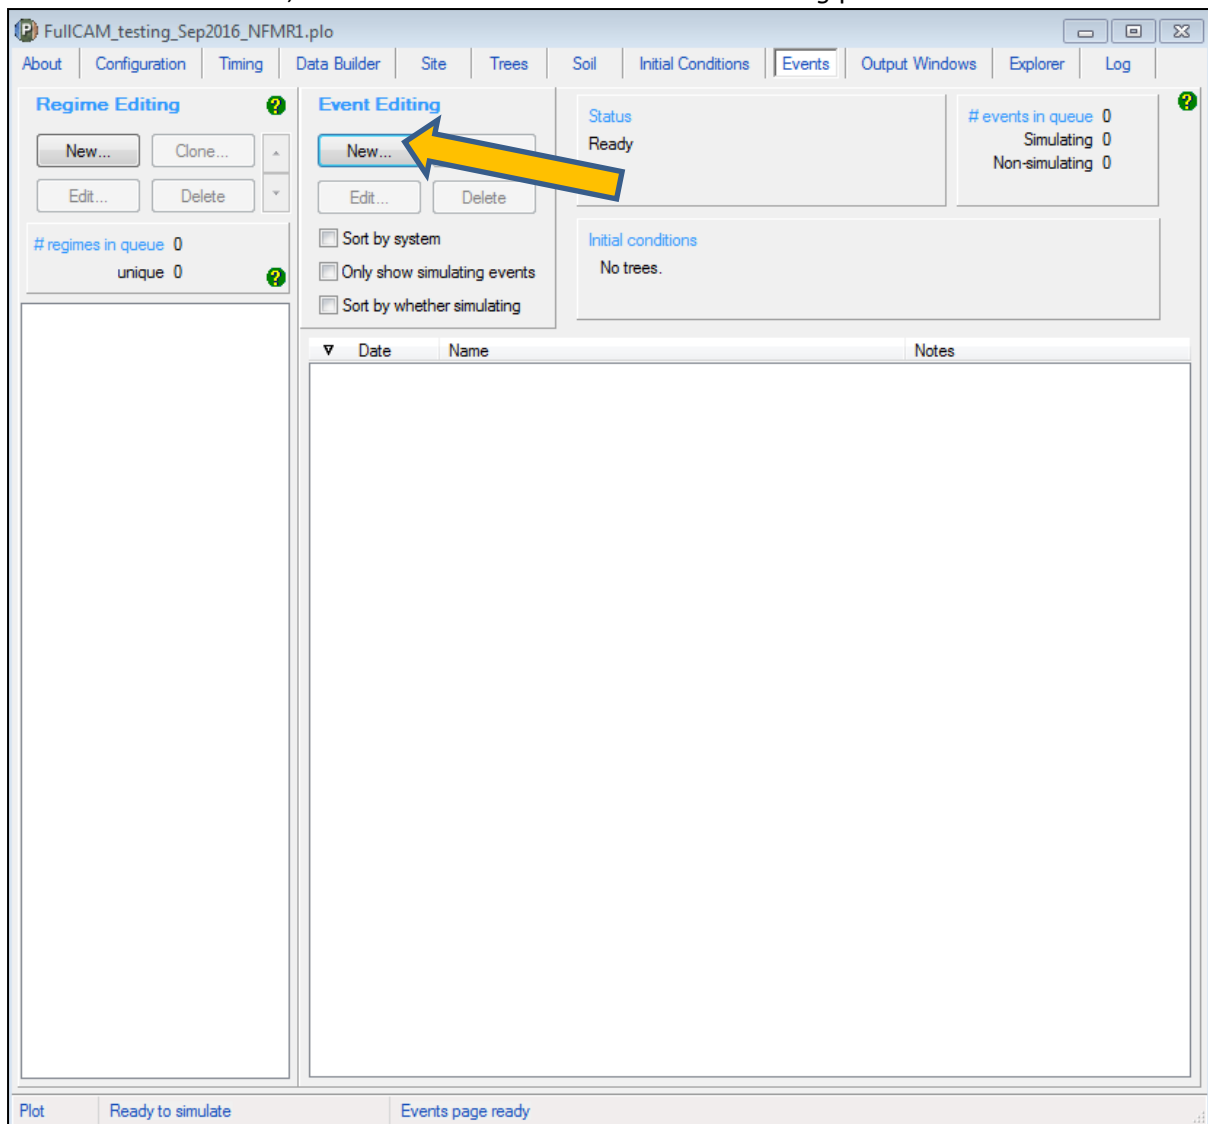 FullCAM_testing_Sep2016_NFMR1.plo
About Configuration Timing Data Builder Site Trees Soil Initial Conditions Events Output Windows Explorer Log
Regime Editing
New... Clone...
Edit... Delete
# regimes in queue 0
unique 0
Event Editing
New...
Edit... Delete
Sort by system
Only show simulating events
Sort by whether simulating
Status
Ready
# events in queue 0
Simulating 0
Non-simulating 0
Initial conditions
No trees.
Date Name Notes
Plot Ready to simulate Events page ready